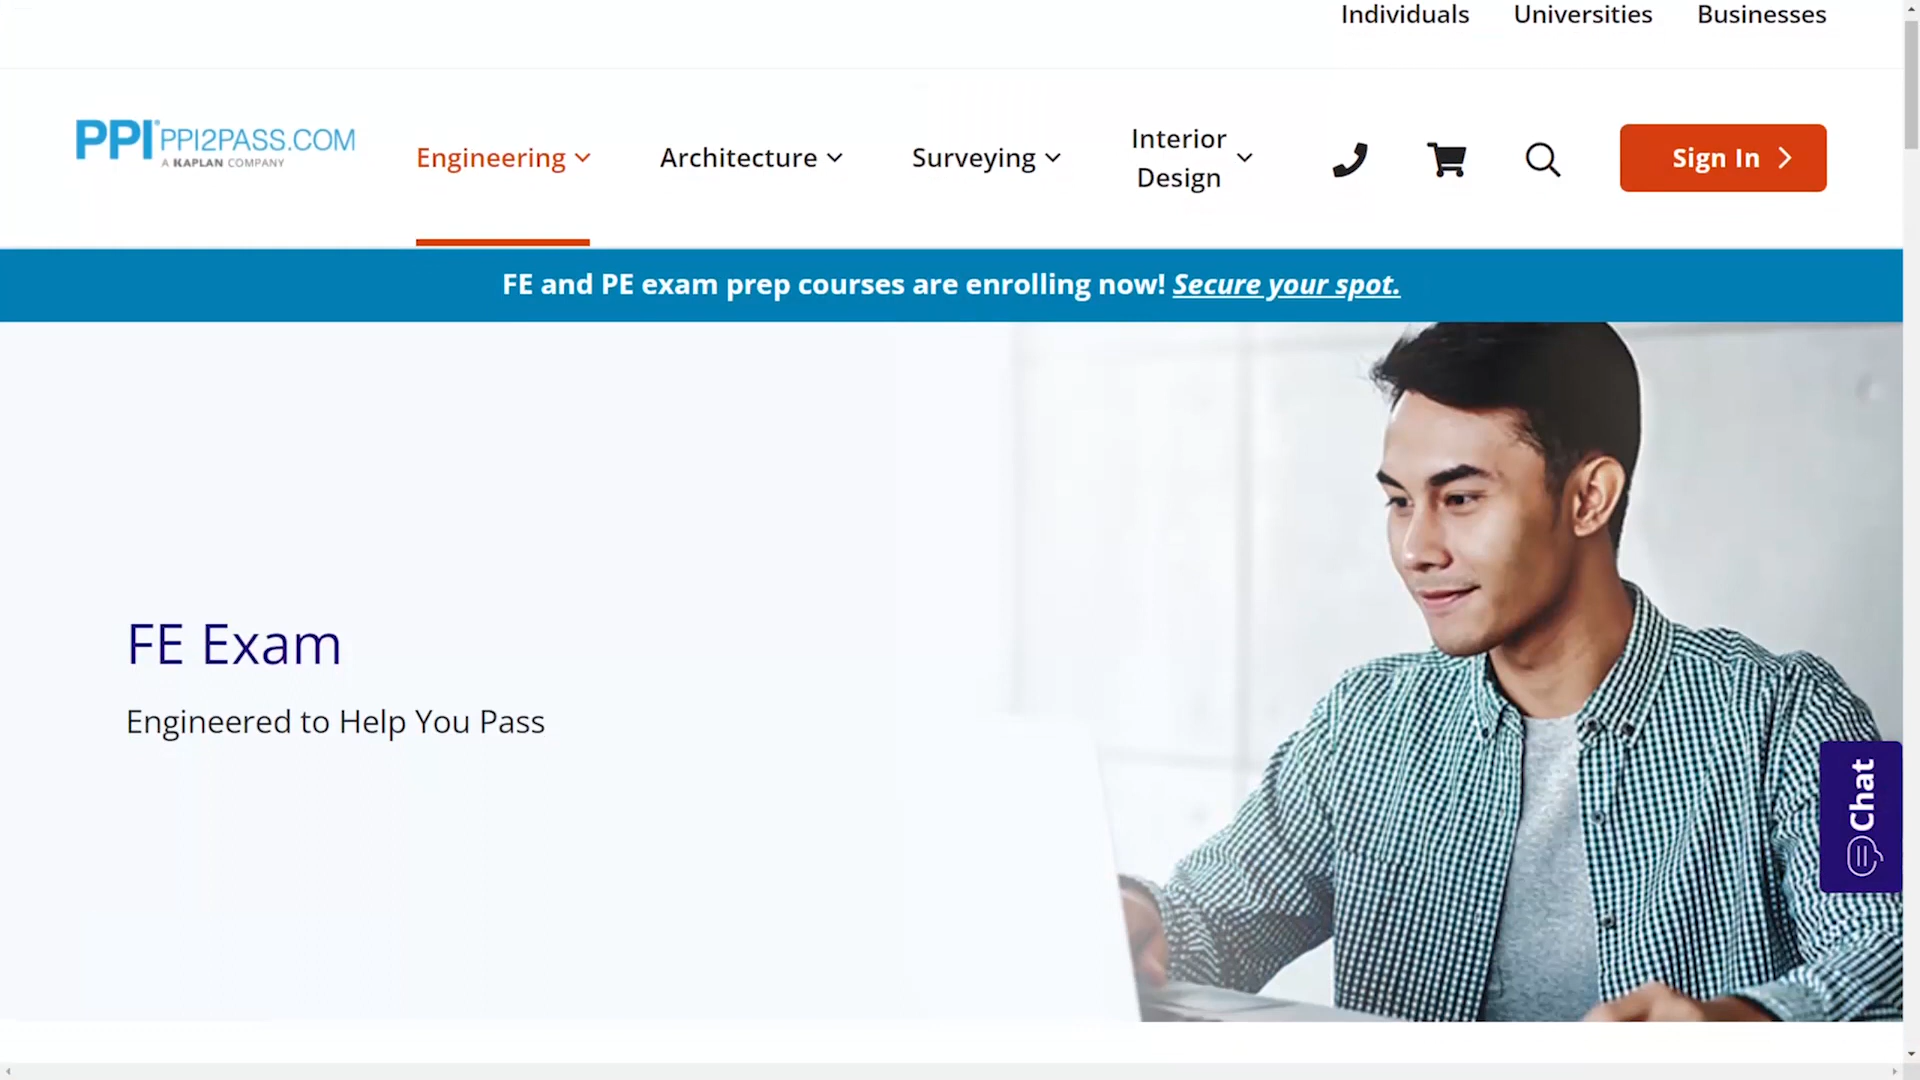 Individuals Universities Businesses
PPI® PPI2PASS.COM
A KAPLAN COMPANY
Engineering
Architecture
Surveying
Interior
Design
Sign In
FE and PE exam prep courses are enrolling now! Secure your spot.
FE Exam
Engineered to Help You Pass
Chat